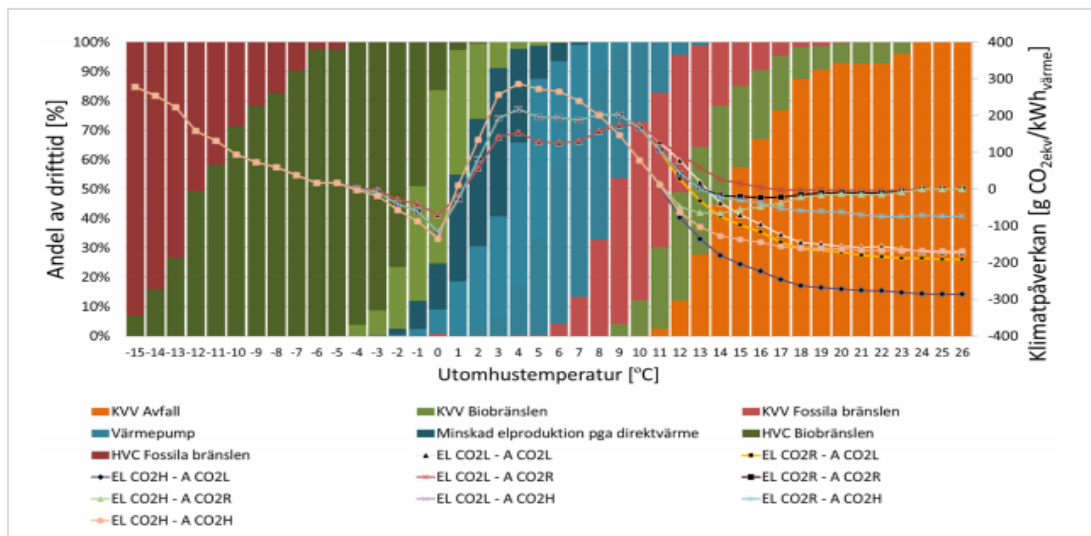 100%
90%
80%
70%
60%
50%
40%
30%
20%
10%
0%
Andel av drifttid [%]
400
300
200
100
0
-100
-200
-300
-400
Klimatpåverkan [g CO2ekv/kWhvärme]
-15 -14 -13 -12 -11 -10 -9 -8 -7 -6 -5 -4 -3 -2 -1 0 1 2 3 4 5 6 7 8 9 10 11 12 13 14 15 16 17 18 19 20 21 22 23 24 25 26
Utomhustemperatur [°C]
KVV Avfall KVV Biobränslen KVV Fossila bränslen
Värmepump Minskad elproduktion pga direktvärme HVC Biobränslen
HVC Fossila bränslen EL CO2L - A CO2L EL CO2R - A CO2L
EL CO2H - A CO2L EL CO2L - A CO2R EL CO2R - A CO2R
EL CO2H - A CO2R EL CO2L - A CO2H EL CO2R - A CO2H
EL CO2H - A CO2H